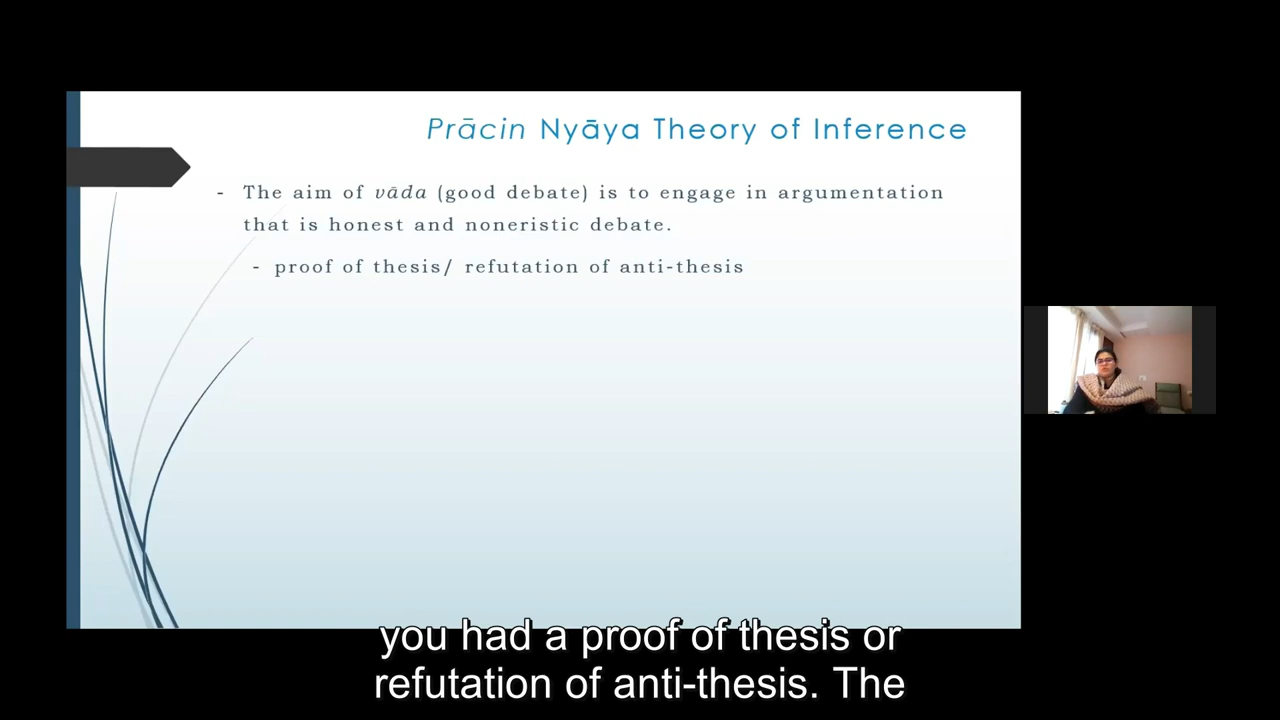 Prācin Nyāya Theory of Inference
- The aim of vāda (good debate) is to engage in argumentation
that is honest and noneristic debate.
- proof of thesis/ refutation of anti-thesis
you had a proof of thesis or
refutation of anti-thesis. The